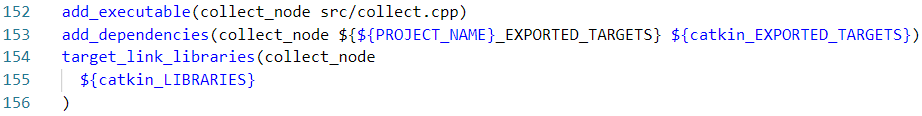 152 add_executable(collect_node src/collect.cpp)
153 add_dependencies(collect_node ${${PROJECT_NAME}_EXPORTED_TARGETS} ${catkin_EXPORTED_TARGETS})
154 target_link_libraries(collect_node
155   ${catkin_LIBRARIES}
156 )